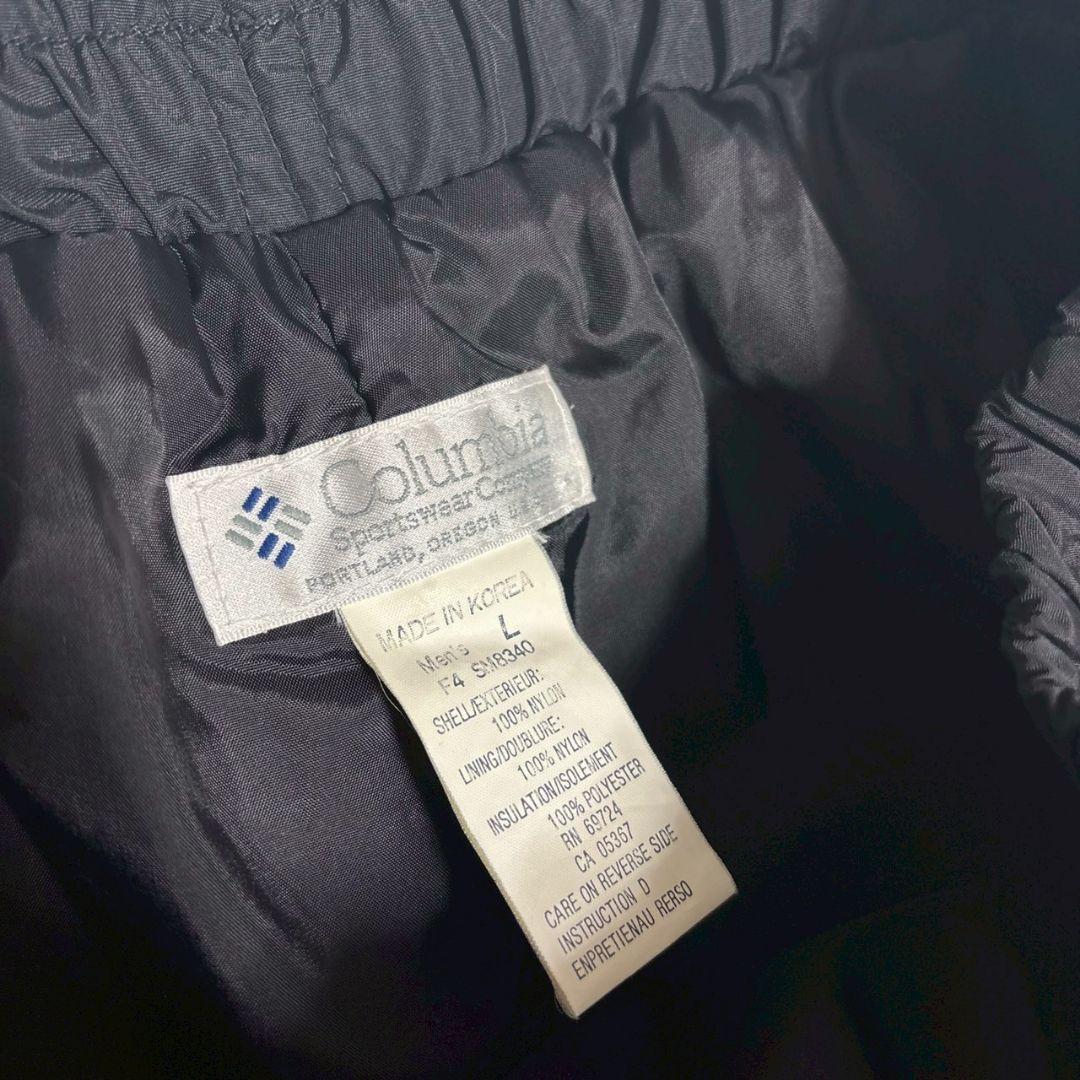 Columbia
Sportswear Company
PORTLAND, OREGON
MADE IN KOREA
Men's L
F4 SM8340
SHELL/EXTERIEUR:
100% NYLON
LINING/DOUBLURE:
100% NYLON
INSULATION/ISOLEMENT
100% POLYESTER
RN 69724
CA 05367
CARE ON REVERSE SIDE
INSTRUCTION D
ENPRETIENAU RERSO